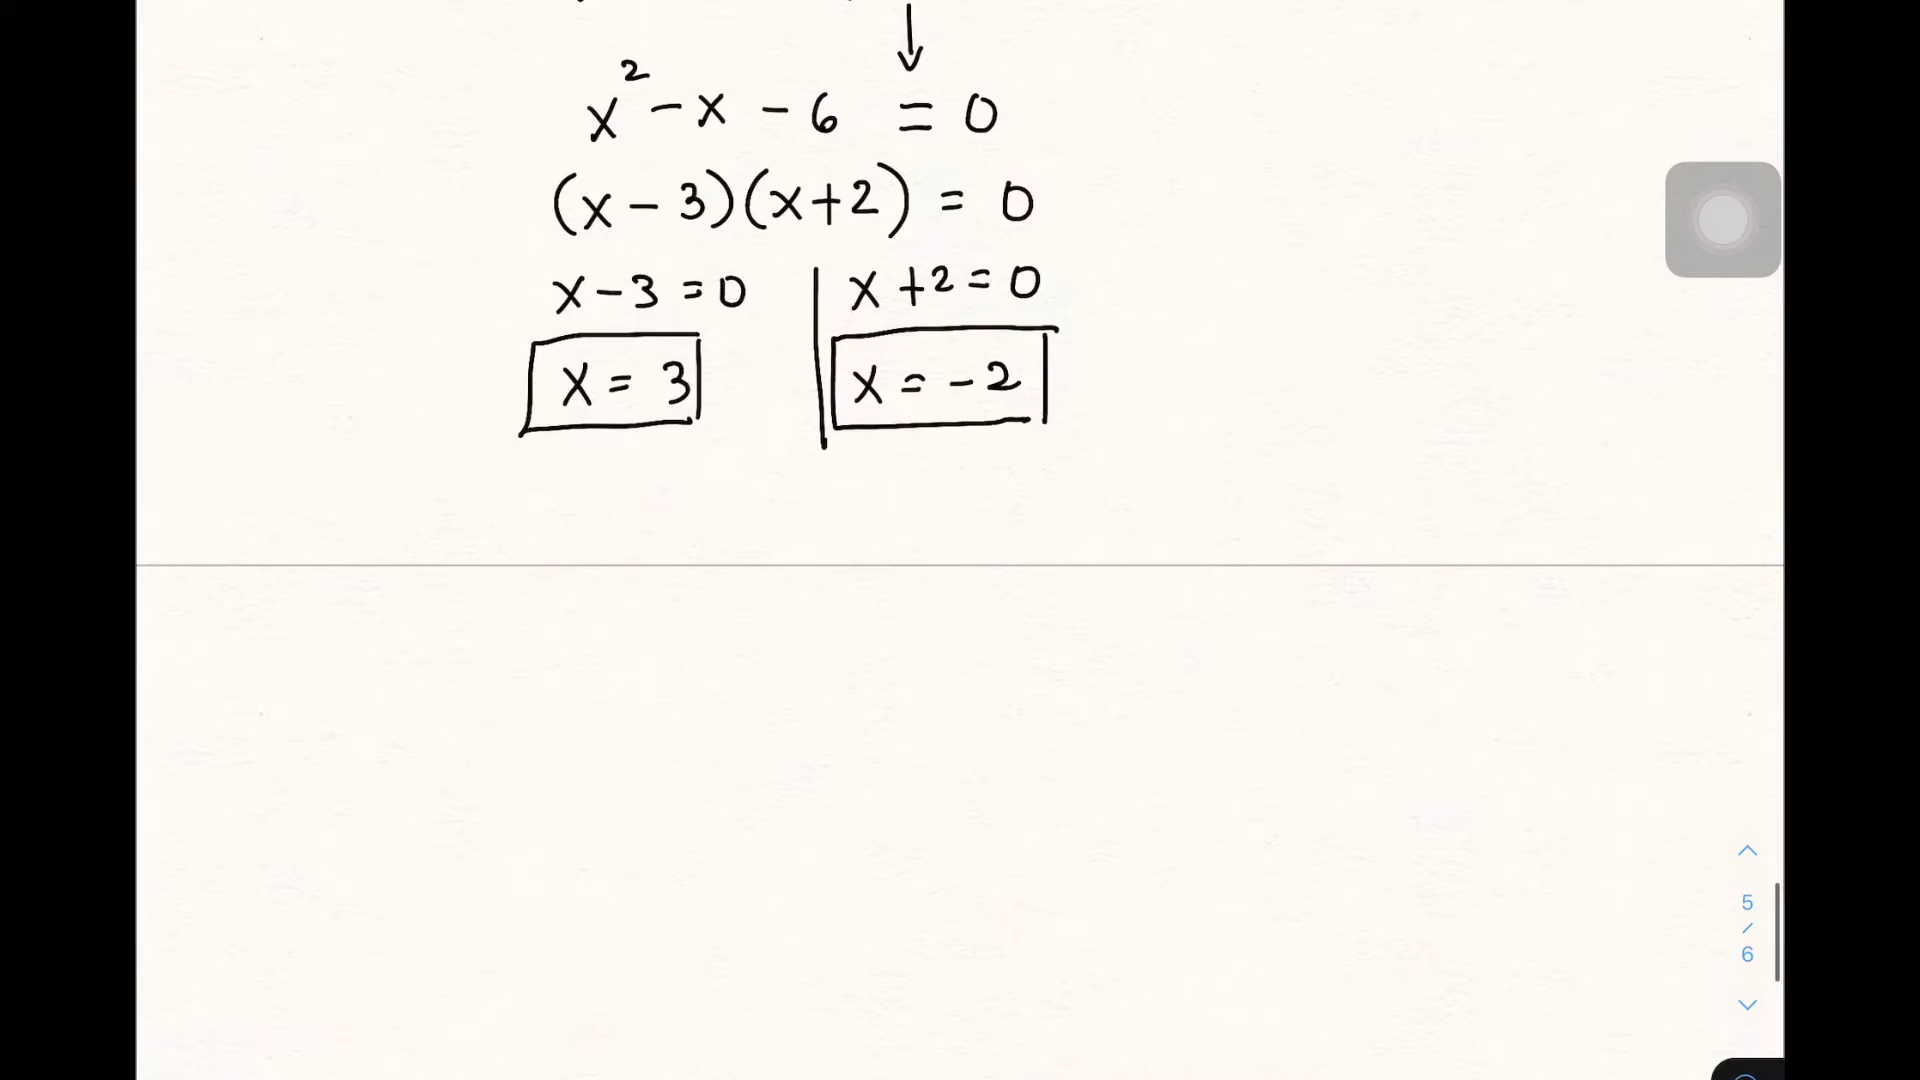 x² - x - 6 = 0
(x - 3)(x + 2) = 0
x - 3 = 0 | x + 2 = 0
x = 3 | x = -2
5
/
6